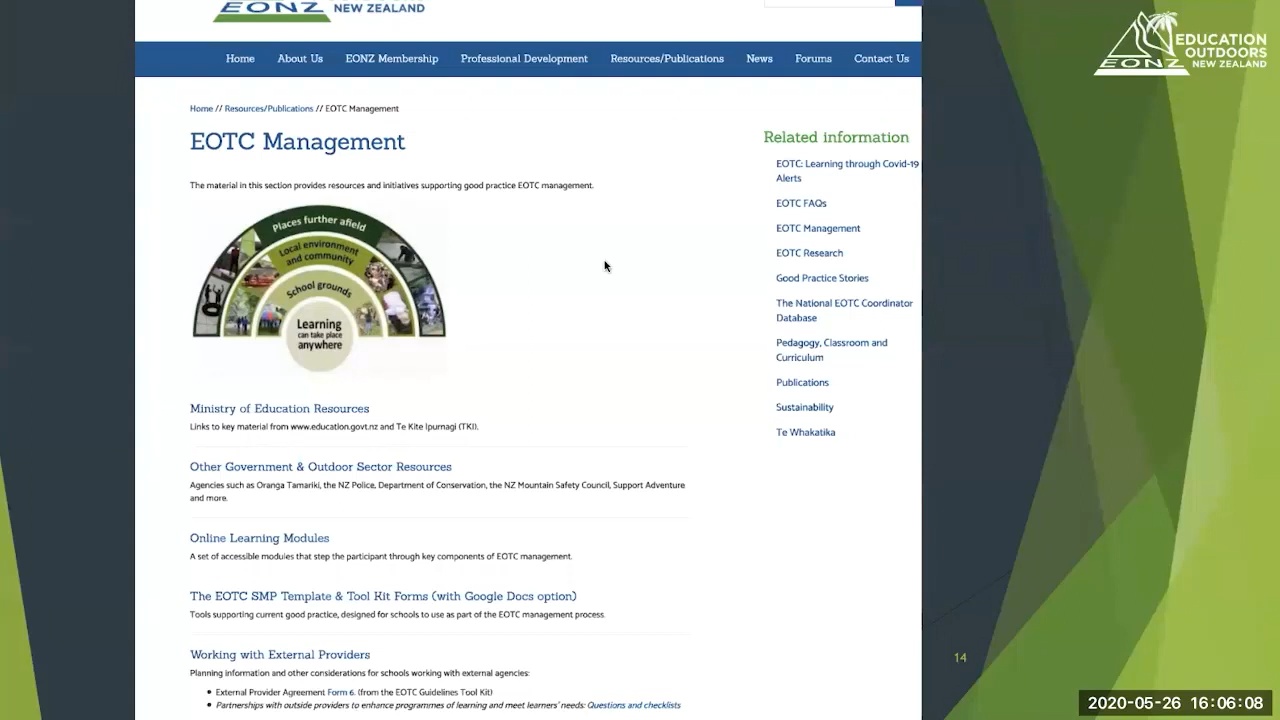 EONZ NEW ZEALAND
EDUCATION
OUTDOORS
EONZ NEW ZEALAND
Home About Us EONZ Membership Professional Development Resources/Publications News Forums Contact Us
Home // Resources/Publications // EOTC Management
EOTC Management
The material in this section provides resources and initiatives supporting good practice EOTC management.
Places further afield
Local environment
and community
School grounds
Learning
can take place
anywhere
Ministry of Education Resources
Links to key material from www.education.govt.nz and Te Kite Ipurnagi (TKI).
Other Government & Outdoor Sector Resources
Agencies such as Oranga Tamariki, the NZ Police, Department of Conservation, the NZ Mountain Safety Council, Support Adventure
and more.
Online Learning Modules
A set of accessible modules that step the participant through key components of EOTC management.
The EOTC SMP Template & Tool Kit Forms (with Google Docs option)
Tools supporting current good practice, designed for schools to use as part of the EOTC management process.
Working with External Providers
Planning information and other considerations for schools working with external agencies:
• External Provider Agreement Form 6. (from the EOTC Guidelines Tool Kit)
• Partnerships with outside providers to enhance programmes of learning and meet learners' needs: Questions and checklists
Related information
EOTC: Learning through Covid-19
Alerts
EOTC FAQs
EOTC Management
EOTC Research
Good Practice Stories
The National EOTC Coordinator
Database
Pedagogy, Classroom and
Curriculum
Publications
Sustainability
Te Whakatika
14
2020-05-26 16:06:08